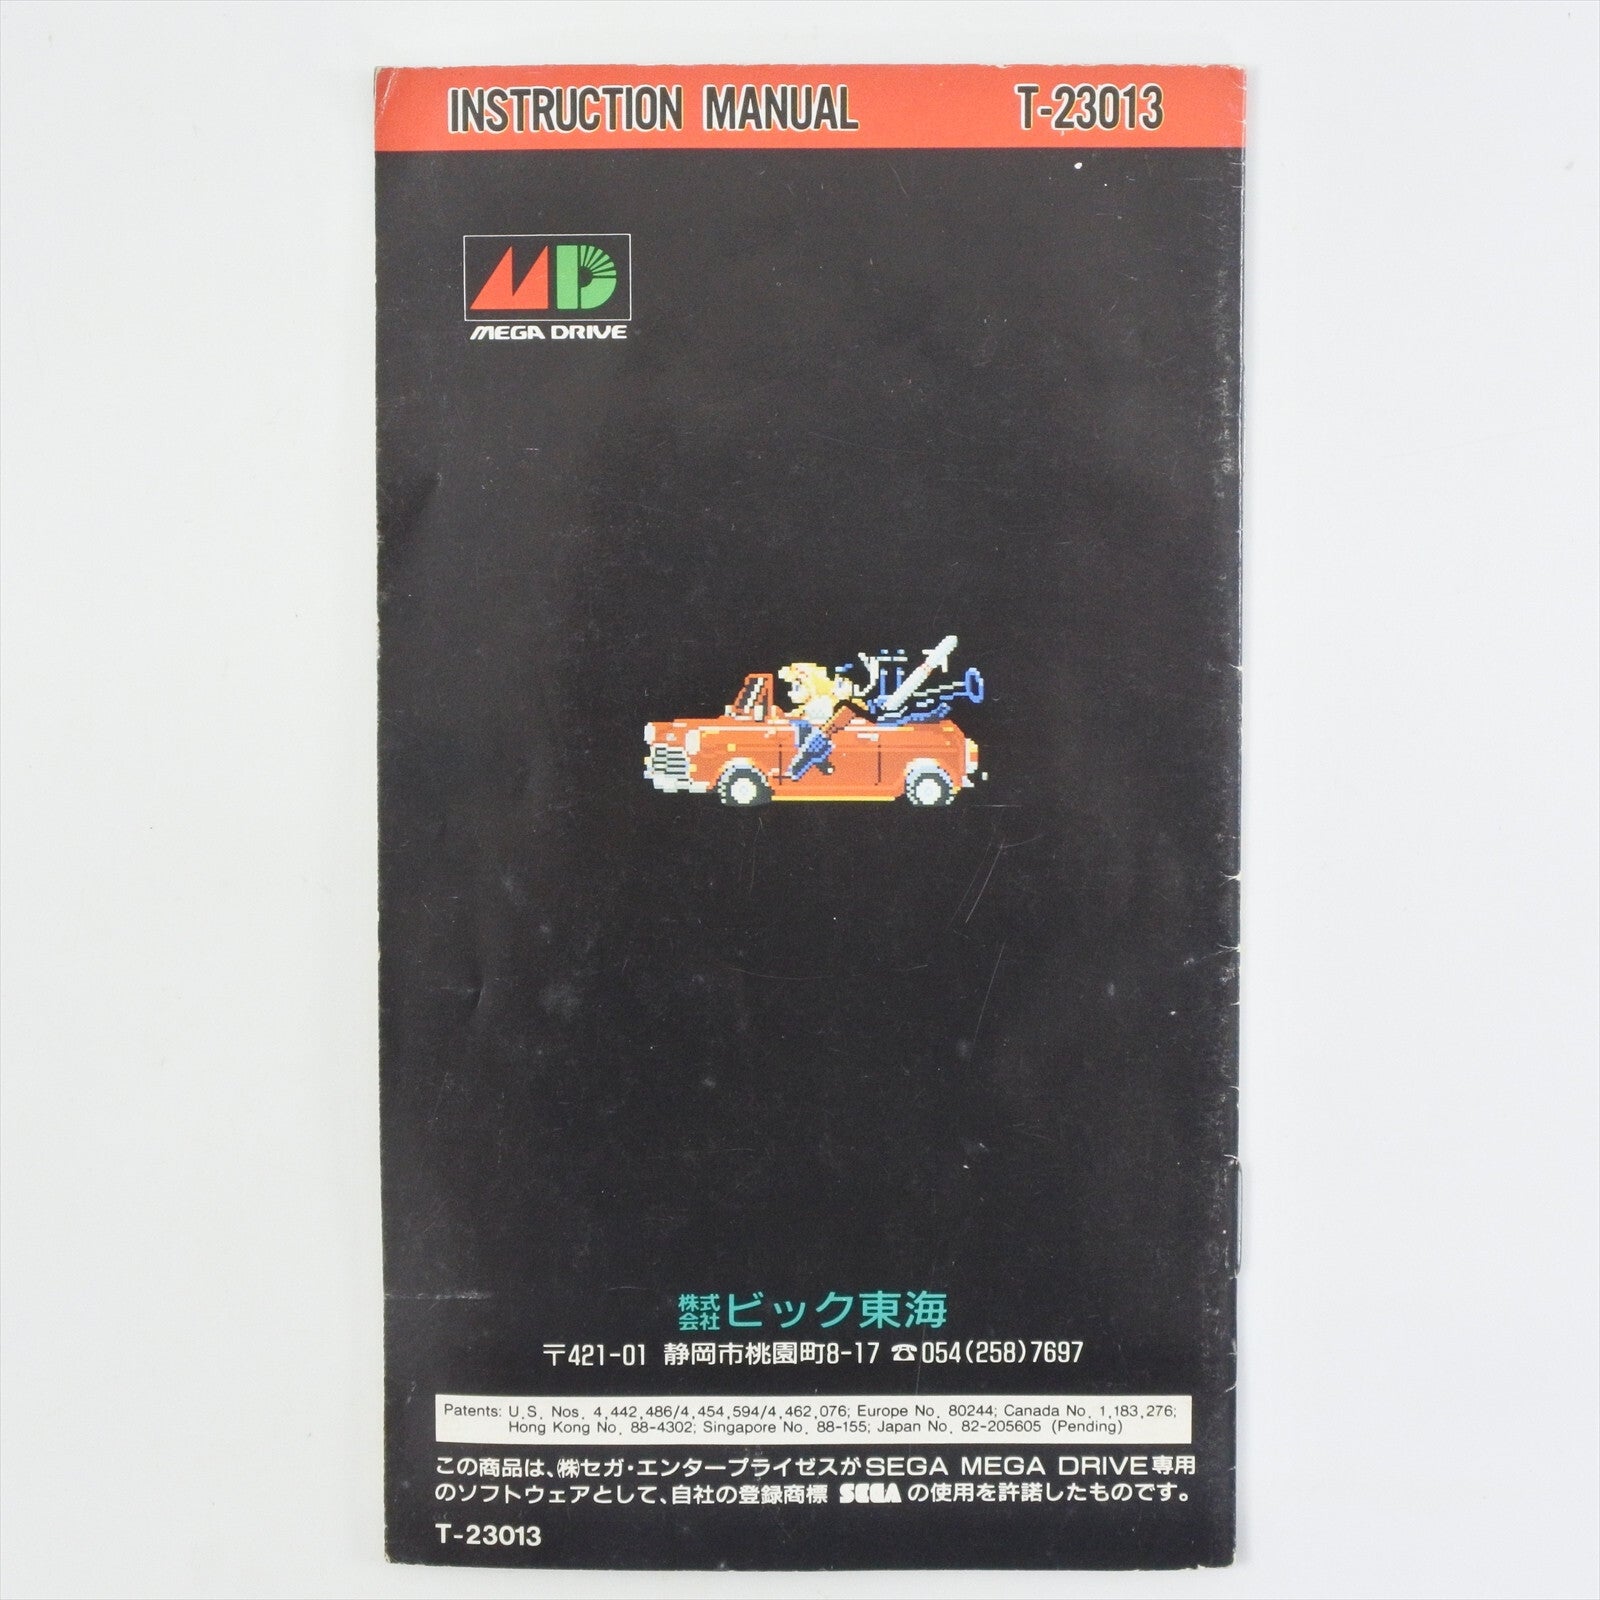 INSTRUCTION MANUAL T-23013
MD
MEGA DRIVE
株式会社ビック東海
〒421-01 静岡市桃園町8-17 ☎054(258)7697
Patents: U.S. Nos. 4,442,486/4,454,594/4,462,076; Europe No. 80244; Canada No. 1,183,276;
Hong Kong No. 88-4302; Singapore No. 88-155; Japan No. 82-205605 (Pending)
この商品は、㈱セガ・エンタープライゼスがSEGA MEGA DRIVE専用
のソフトウェアとして、自社の登録商標 SEGA の使用を許諾したものです。
T-23013